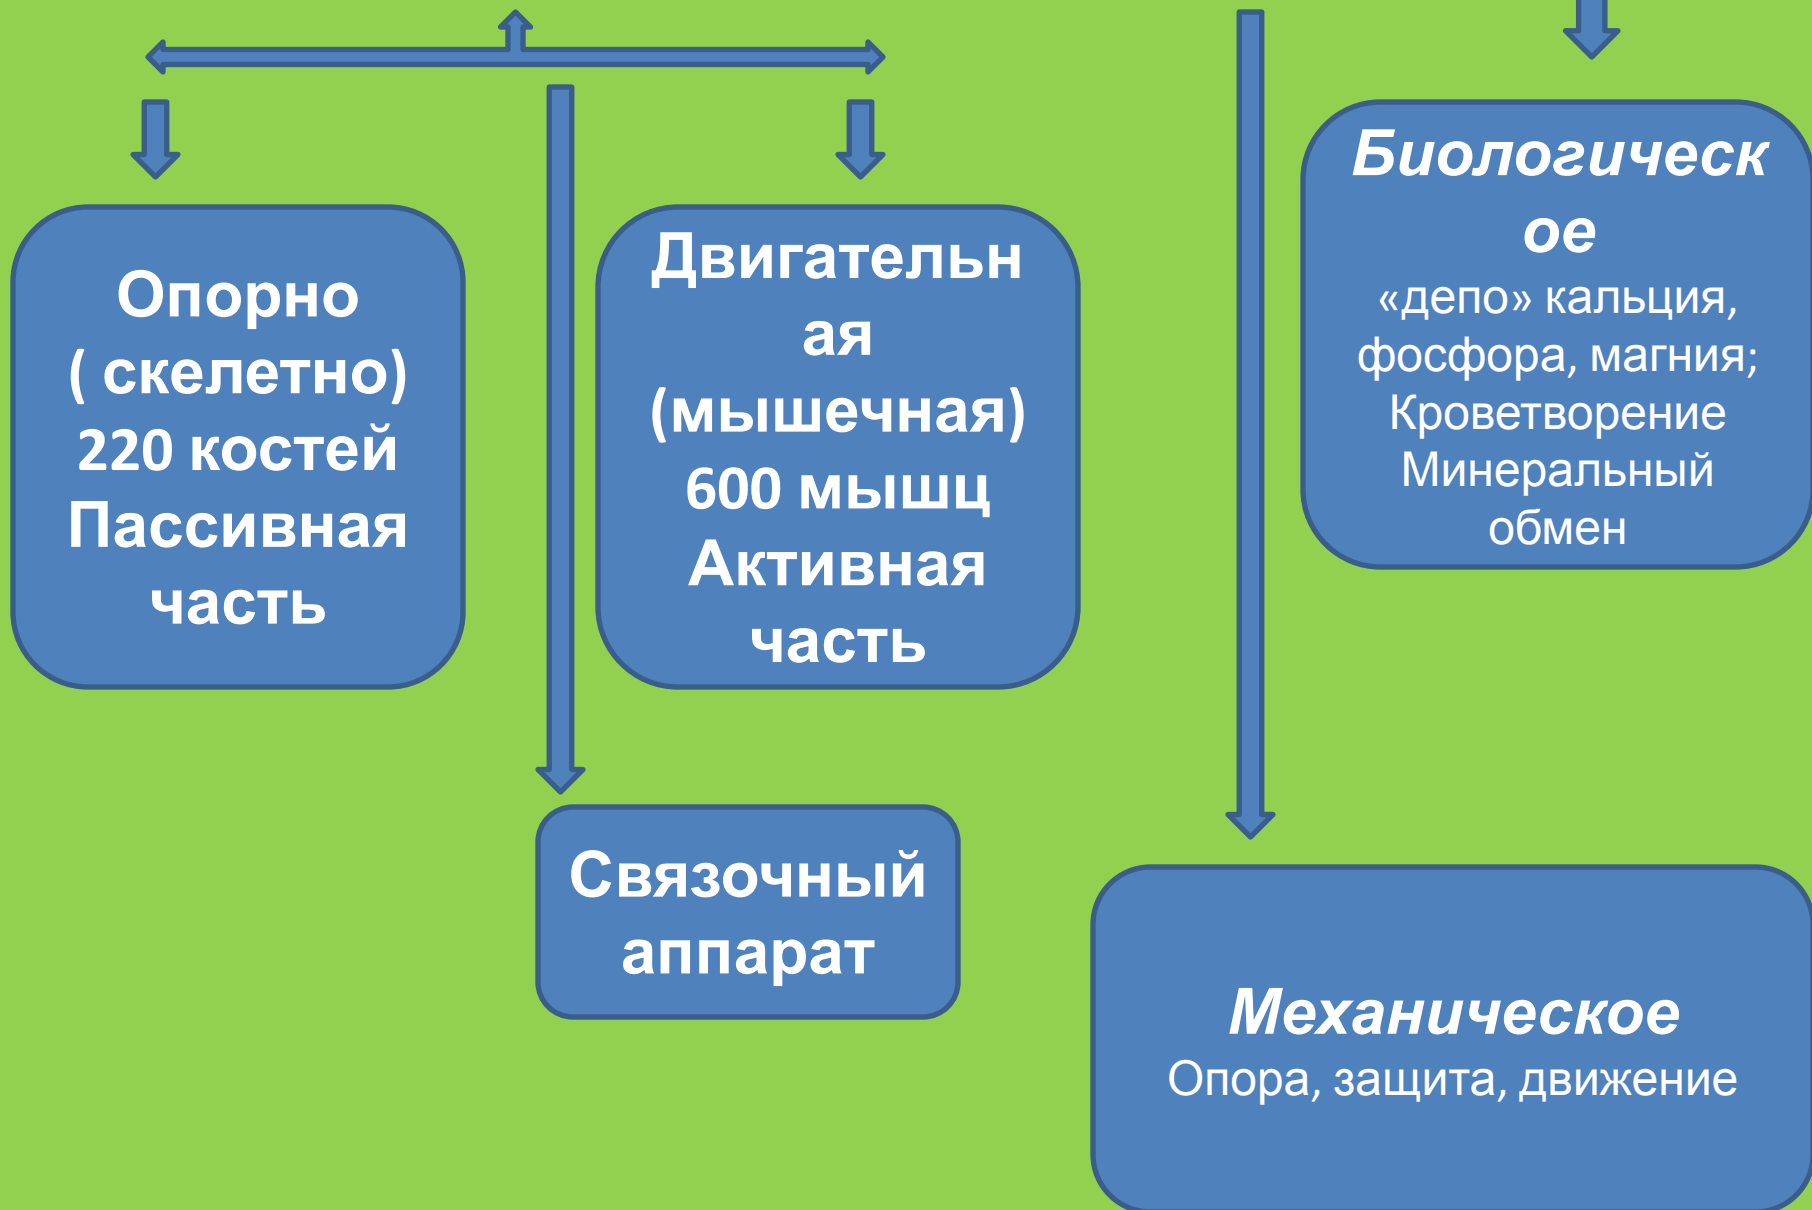 Опорно
( скелетно)
220 костей
Пассивная
часть
Двигательн
ая
(мышечная)
600 мышц
Активная
часть
Связочный
аппарат
Биологическ
ое
«депо» кальция,
фосфора, магния;
Кроветворение
Минеральный
обмен
Механическое
Опора, защита, движение